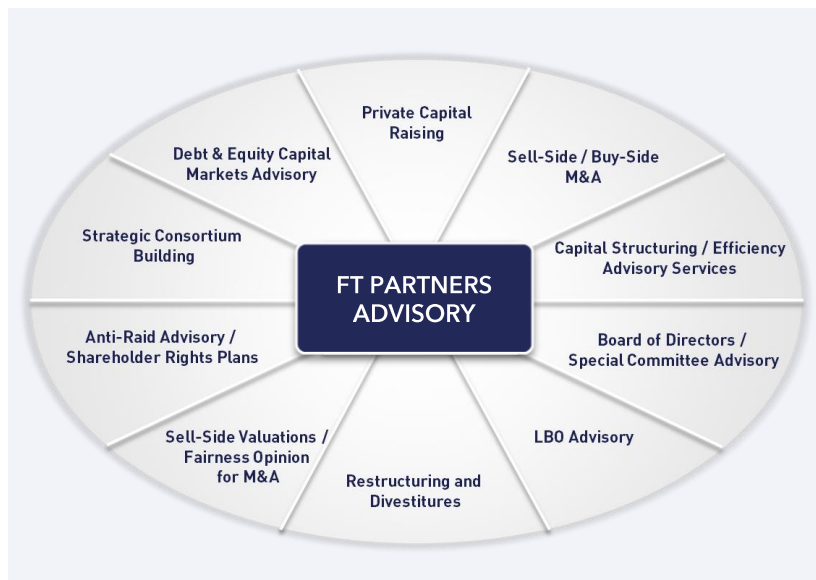 Private Capital
Raising
Debt & Equity Capital
Markets Advisory
Sell-Side / Buy-Side
M&A
Strategic Consortium
Building
Capital Structuring / Efficiency
Advisory Services
FT PARTNERS
ADVISORY
Anti-Raid Advisory /
Shareholder Rights Plans
Board of Directors /
Special Committee Advisory
Sell-Side Valuations /
Fairness Opinion
for M&A
LBO Advisory
Restructuring and
Divestitures